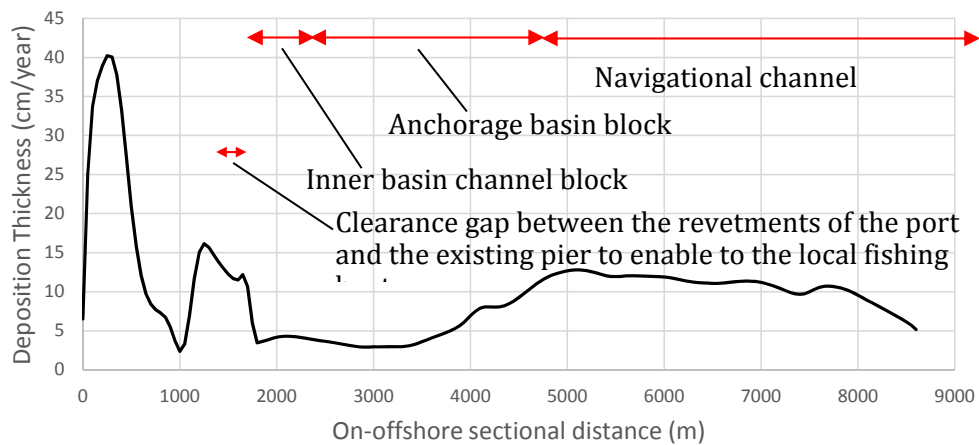 45
40
35
30
25
20
15
10
5
0
Deposition Thickness (cm/year)
Navigational channel
Anchorage basin block
Inner basin channel block
Clearance gap between the revetments of the port
and the existing pier to enable to the local fishing
0 1000 2000 3000 4000 5000 6000 7000 8000 9000
On-offshore sectional distance (m)